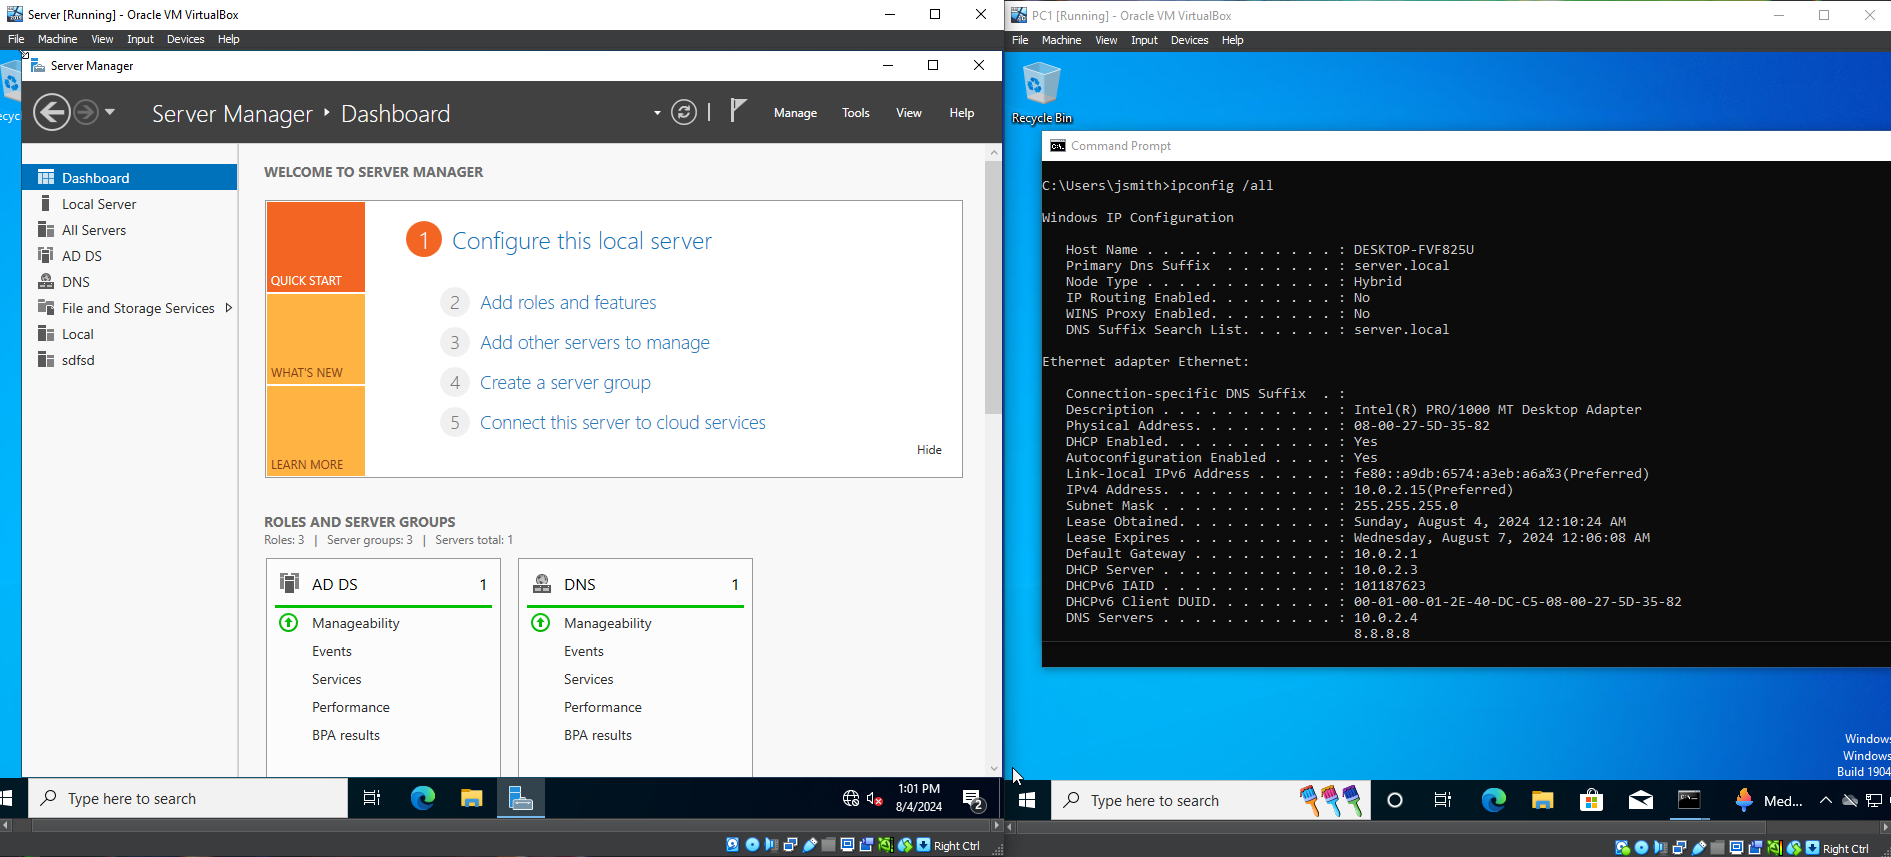 Server [Running] - Oracle VM VirtualBox
File Machine View Input Devices Help
Server Manager
Server Manager ‣ Dashboard
Manage Tools View Help
Dashboard
Local Server
All Servers
AD DS
DNS
File and Storage Services
Local
sdfsd
WELCOME TO SERVER MANAGER
QUICK START
WHAT'S NEW
LEARN MORE
1 Configure this local server
2 Add roles and features
3 Add other servers to manage
4 Create a server group
5 Connect this server to cloud services
Hide
ROLES AND SERVER GROUPS
Roles: 3 | Server groups: 3 | Servers total: 1
AD DS 1
Manageability
Events
Services
Performance
BPA results
DNS 1
Manageability
Events
Services
Performance
BPA results
Type here to search
1:01 PM
8/4/2024
2
Right Ctrl
PC1 [Running] - Oracle VM VirtualBox
File Machine View Input Devices Help
Recycle Bin
Command Prompt
C:\Users\jsmith>ipconfig /all
Windows IP Configuration
Host Name . . . . . . . . . . . . : DESKTOP-FVF825U
Primary Dns Suffix . . . . . . . : server.local
Node Type . . . . . . . . . . . . : Hybrid
IP Routing Enabled. . . . . . . . : No
WINS Proxy Enabled. . . . . . . . : No
DNS Suffix Search List. . . . . . : server.local
Ethernet adapter Ethernet:
Connection-specific DNS Suffix . :
Description . . . . . . . . . . . : Intel(R) PRO/1000 MT Desktop Adapter
Physical Address. . . . . . . . . : 08-00-27-5D-35-82
DHCP Enabled. . . . . . . . . . . : Yes
Autoconfiguration Enabled . . . . : Yes
Link-local IPv6 Address . . . . . : fe80::a9db:6574:a3eb:a6a%3(Preferred)
IPv4 Address. . . . . . . . . . . : 10.0.2.15(Preferred)
Subnet Mask . . . . . . . . . . . : 255.255.255.0
Lease Obtained. . . . . . . . . . : Sunday, August 4, 2024 12:10:24 AM
Lease Expires . . . . . . . . . . : Wednesday, August 7, 2024 12:06:08 AM
Default Gateway . . . . . . . . . : 10.0.2.1
DHCP Server . . . . . . . . . . . : 10.0.2.3
DHCPv6 IAID . . . . . . . . . . . : 101187623
DHCPv6 Client DUID. . . . . . . . : 00-01-00-01-2E-40-DC-C5-08-00-27-5D-35-82
DNS Servers . . . . . . . . . . . : 10.0.2.4
8.8.8.8
Windows
Windows
Build 1904
Type here to search
Med...
Right Ctrl